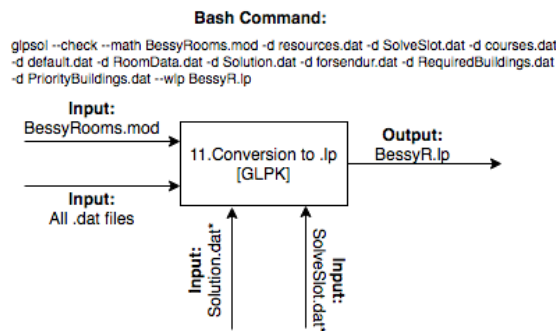 Bash Command:
glpsol --check --math BessyRooms.mod -d resources.dat -d SolveSlot.dat -d courses.dat
-d default.dat -d RoomData.dat -d Solution.dat -d forsendur.dat -d RequiredBuildings.dat
-d PriorityBuildings.dat --wlp BessyR.lp
Input:
BessyRooms.mod
11.Conversion to .lp
[GLPK]
Output:
BessyR.lp
Input:
All .dat files
Input:
Solution.dat*
Input:
SolveSlot.dat*